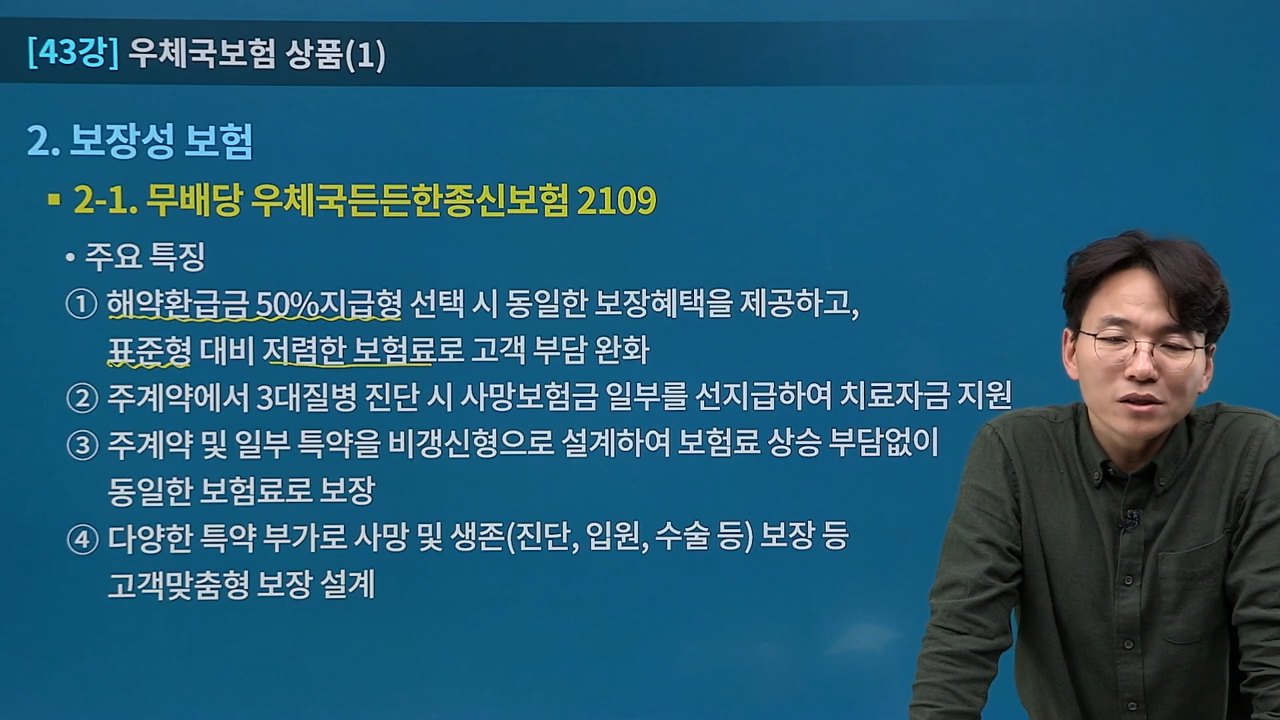 [43강] 우체국보험 상품(1)
2. 보장성 보험
▪ 2-1. 무배당 우체국든든한종신보험 2109
• 주요 특징
① 해약환급금 50%지급형 선택 시 동일한 보장혜택을 제공하고,
표준형 대비 저렴한 보험료로 고객 부담 완화
② 주계약에서 3대질병 진단 시 사망보험금 일부를 선지급하여 치료자금 지원
③ 주계약 및 일부 특약을 비갱신형으로 설계하여 보험료 상승 부담없이
동일한 보험료로 보장
④ 다양한 특약 부가로 사망 및 생존(진단, 입원, 수술 등) 보장 등
고객맞춤형 보장 설계